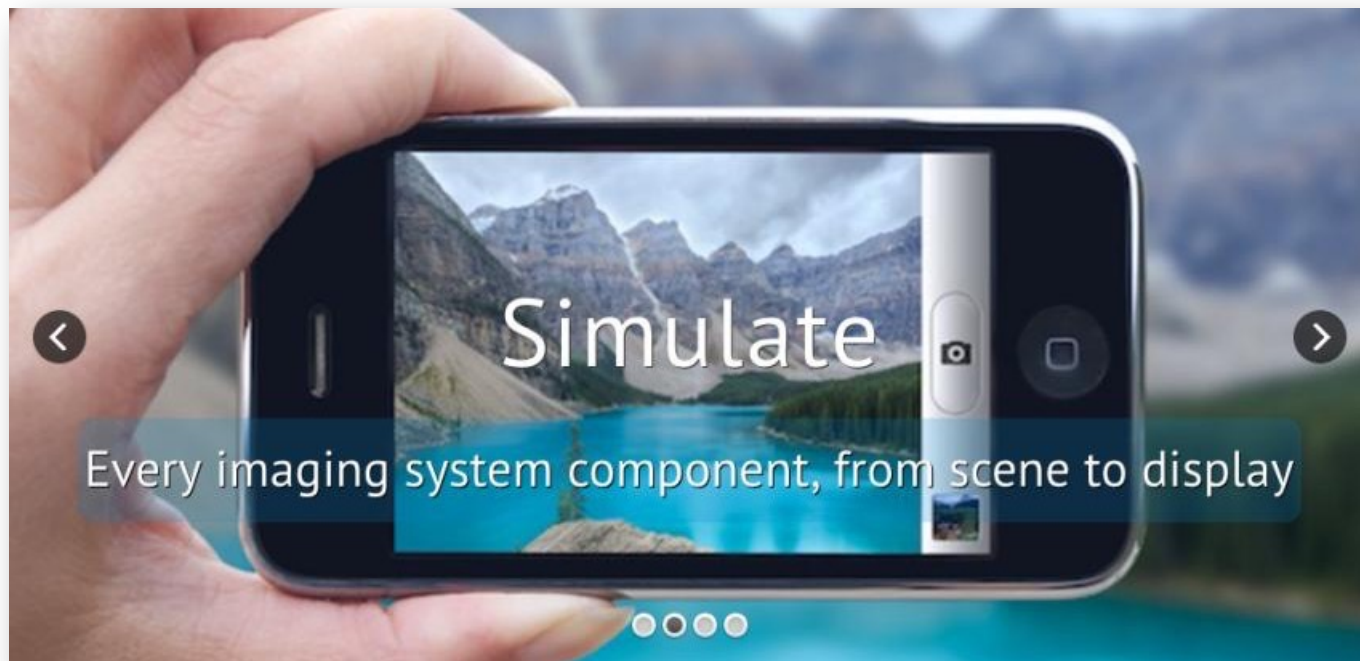 Simulate
Every imaging system component, from scene to display